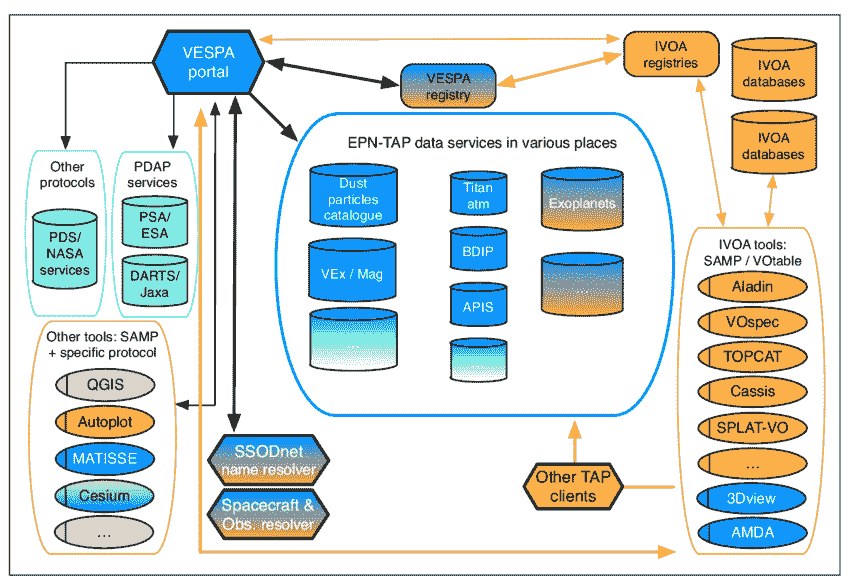 VESPA
portal
VESPA
registry
IVOA
registries
IVOA
databases
IVOA
databases
EPN-TAP data services in various places
Dust
particles
catalogue
VEx / Mag
...
Titan
atm
BDIP
APIS
...
Exoplanets
Other
protocols
PDS/
NASA
services
PDAP
services
PSA/
ESA
DARTS/
Jaxa
Other tools: SAMP
+ specific protocol
QGIS
Autoplot
MATISSE
Cesium
...
SSODnet
name resolver
Spacecraft &
Obs. resolver
Other TAP
clients
IVOA tools:
SAMP / VOtable
Aladin
VOspec
TOPCAT
Cassis
SPLAT-VO
...
3Dview
AMDA